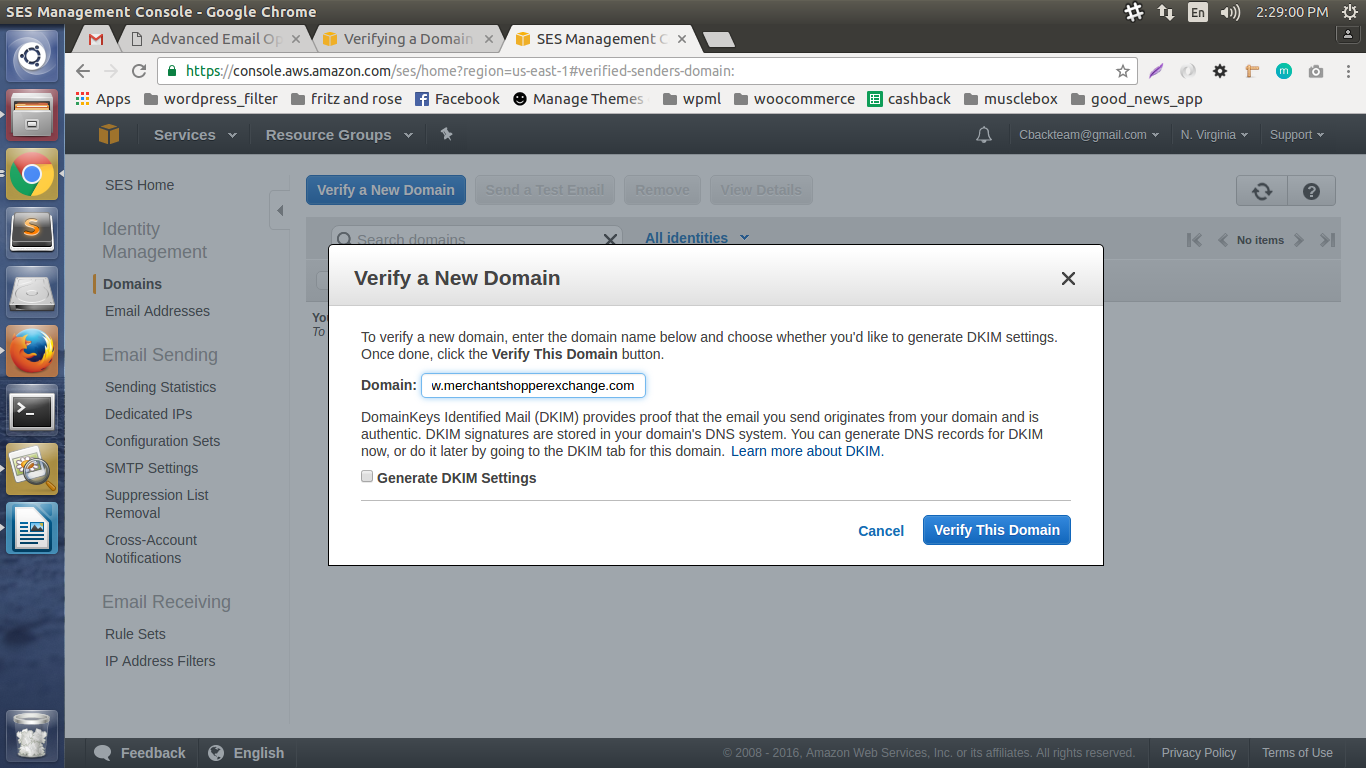 SES Management Console - Google Chrome
En
2:29:00 PM
Advanced Email Op
Verifying a Domain
SES Management C
https://console.aws.amazon.com/ses/home?region=us-east-1#verified-senders-domain:
m
Apps
wordpress_filter
fritz and rose
Facebook
Manage Themes
wpml
woocommerce
cashback
musclebox
good_news_app
Services
Resource Groups
Cbackteam@gmail.com
N. Virginia
Support
SES Home
Identity
Management
Domains
Email Addresses
Email Sending
Sending Statistics
Dedicated IPs
Configuration Sets
SMTP Settings
Suppression List
Removal
Cross-Account
Notifications
Email Receiving
Rule Sets
IP Address Filters
Verify a New Domain
Send a Test Email
Remove
View Details
Search domains
All identities
No items
You
To
Verify a New Domain
To verify a new domain, enter the domain name below and choose whether you'd like to generate DKIM settings.
Once done, click the Verify This Domain button.
Domain: w.merchantshopperexchange.com
DomainKeys Identified Mail (DKIM) provides proof that the email you send originates from your domain and is
authentic. DKIM signatures are stored in your domain's DNS system. You can generate DNS records for DKIM
now, or do it later by going to the DKIM tab for this domain. Learn more about DKIM.
Generate DKIM Settings
Cancel
Verify This Domain
Feedback
English
© 2008 - 2016, Amazon Web Services, Inc. or its affiliates. All rights reserved.
Privacy Policy
Terms of Use